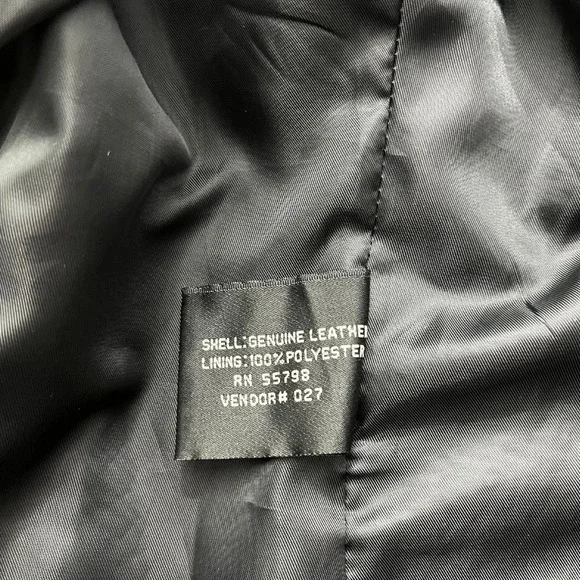 SHELL:GENUINE LEATHER
LINING:100%POLYESTER
RN 55798
VENDOR# 027